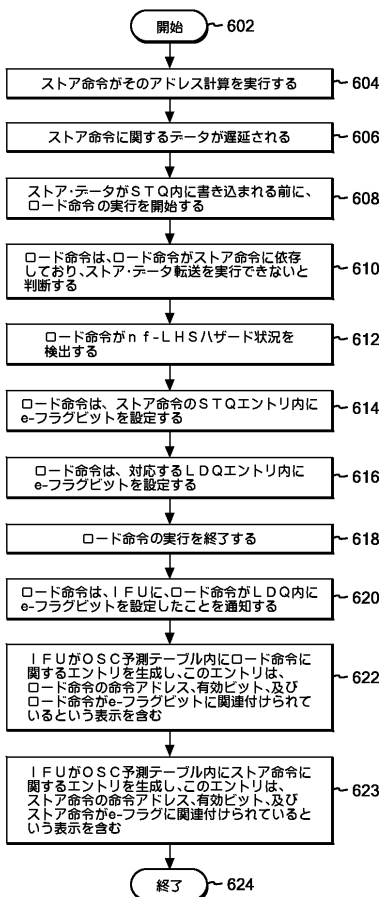 開始
602
ストア命令がそのアドレス計算を実行する
604
ストア命令に関するデータが遅延される
606
ストア・データがSTQ内に書き込まれる前に、
ロード命令の実行を開始する
608
ロード命令は、ロード命令がストア命令に依存
しており、ストア・データ転送を実行できないと
判断する
610
ロード命令がnf-LHSハザード状況を
検出する
612
ロード命令は、ストア命令のSTQエントリ内に
e-フラグビットを設定する
614
ロード命令は、対応するLDQエントリ内に
e-フラグビットを設定する
616
ロード命令の実行を終了する
618
ロード命令は、IFUに、ロード命令がLDQ内に
e-フラグビットを設定したことを通知する
620
IFUがOSC予測テーブル内にロード命令に
関するエントリを生成し、このエントリは、
ロード命令の命令アドレス、有効ビット、及び
ロード命令がe-フラグビットに関連付けられて
いるという表示を含む
622
IFUがOSC予測テーブル内にストア命令に
関するエントリを生成し、このエントリは、
ストア命令の命令アドレス、有効ビット、及び
ストア命令がe-フラグに関連付けられていると
いう表示を含む
623
終了
624